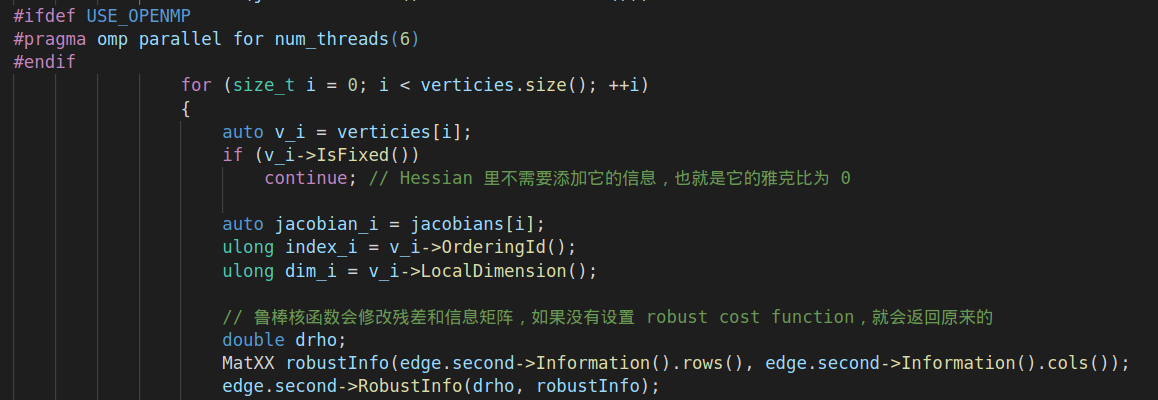 #ifdef USE_OPENMP
#pragma omp parallel for num_threads(6)
#endif
for (size_t i = 0; i < verticies.size(); ++i)
{
auto v_i = verticies[i];
if (v_i->IsFixed())
continue; // Hessian 里不需要添加它的信息，也就是它的雅克比为 0
auto jacobian_i = jacobians[i];
ulong index_i = v_i->OrderingId();
ulong dim_i = v_i->LocalDimension();
// 鲁棒核函数会修改残差和信息矩阵，如果没有设置 robust cost function，就会返回原来的
double drho;
MatXX robustInfo(edge.second->Information().rows(), edge.second->Information().cols());
edge.second->RobustInfo(drho, robustInfo);